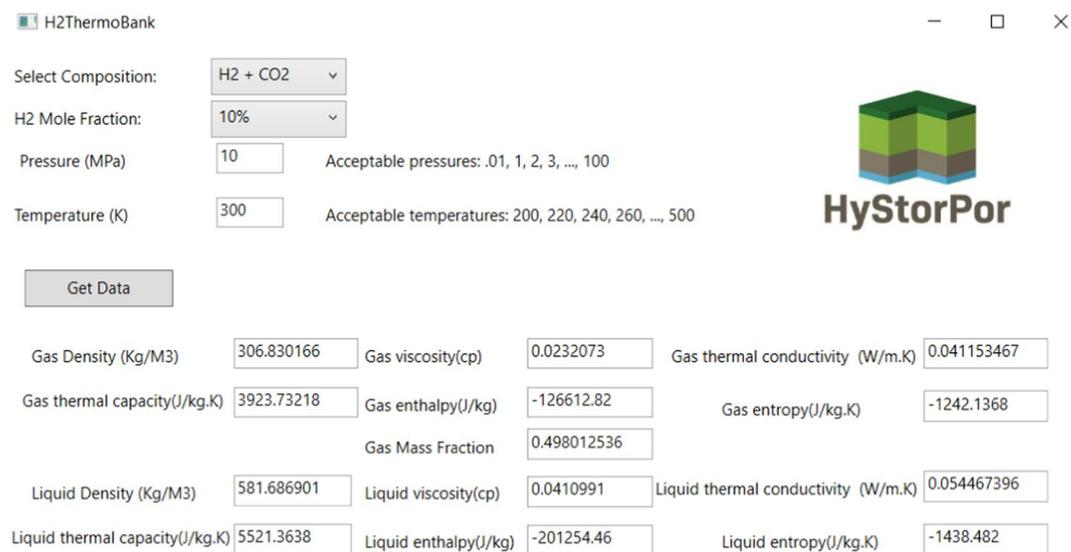 H2ThermoBank
Select Composition: H2 + CO2
H2 Mole Fraction: 10%
Pressure (MPa) 10 Acceptable pressures: .01, 1, 2, 3, ..., 100
Temperature (K) 300 Acceptable temperatures: 200, 220, 240, 260, ..., 500
HyStorPor
Get Data
Gas Density (Kg/M3) 306.830166 Gas viscosity(cp) 0.0232073 Gas thermal conductivity (W/m.K) 0.041153467
Gas thermal capacity(J/kg.K) 3923.73218 Gas enthalpy(J/kg) -126612.82 Gas entropy(J/kg.K) -1242.1368
Gas Mass Fraction 0.498012536
Liquid Density (Kg/M3) 581.686901 Liquid viscosity(cp) 0.0410991 Liquid thermal conductivity (W/m.K) 0.054467396
Liquid thermal capacity(J/kg.K) 5521.3638 Liquid enthalpy(J/kg) -201254.46 Liquid entropy(J/kg.K) -1438.482